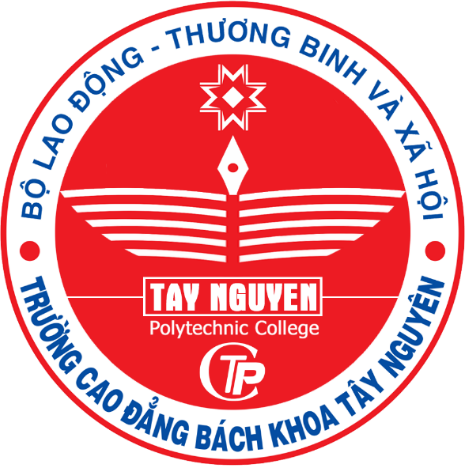 BỘ LAO ĐỘNG - THƯƠNG BINH VÀ XÃ HỘI
TAY NGUYEN
Polytechnic College
CTP
TRƯỜNG CAO ĐẲNG BÁCH KHOA TÂY NGUYÊN